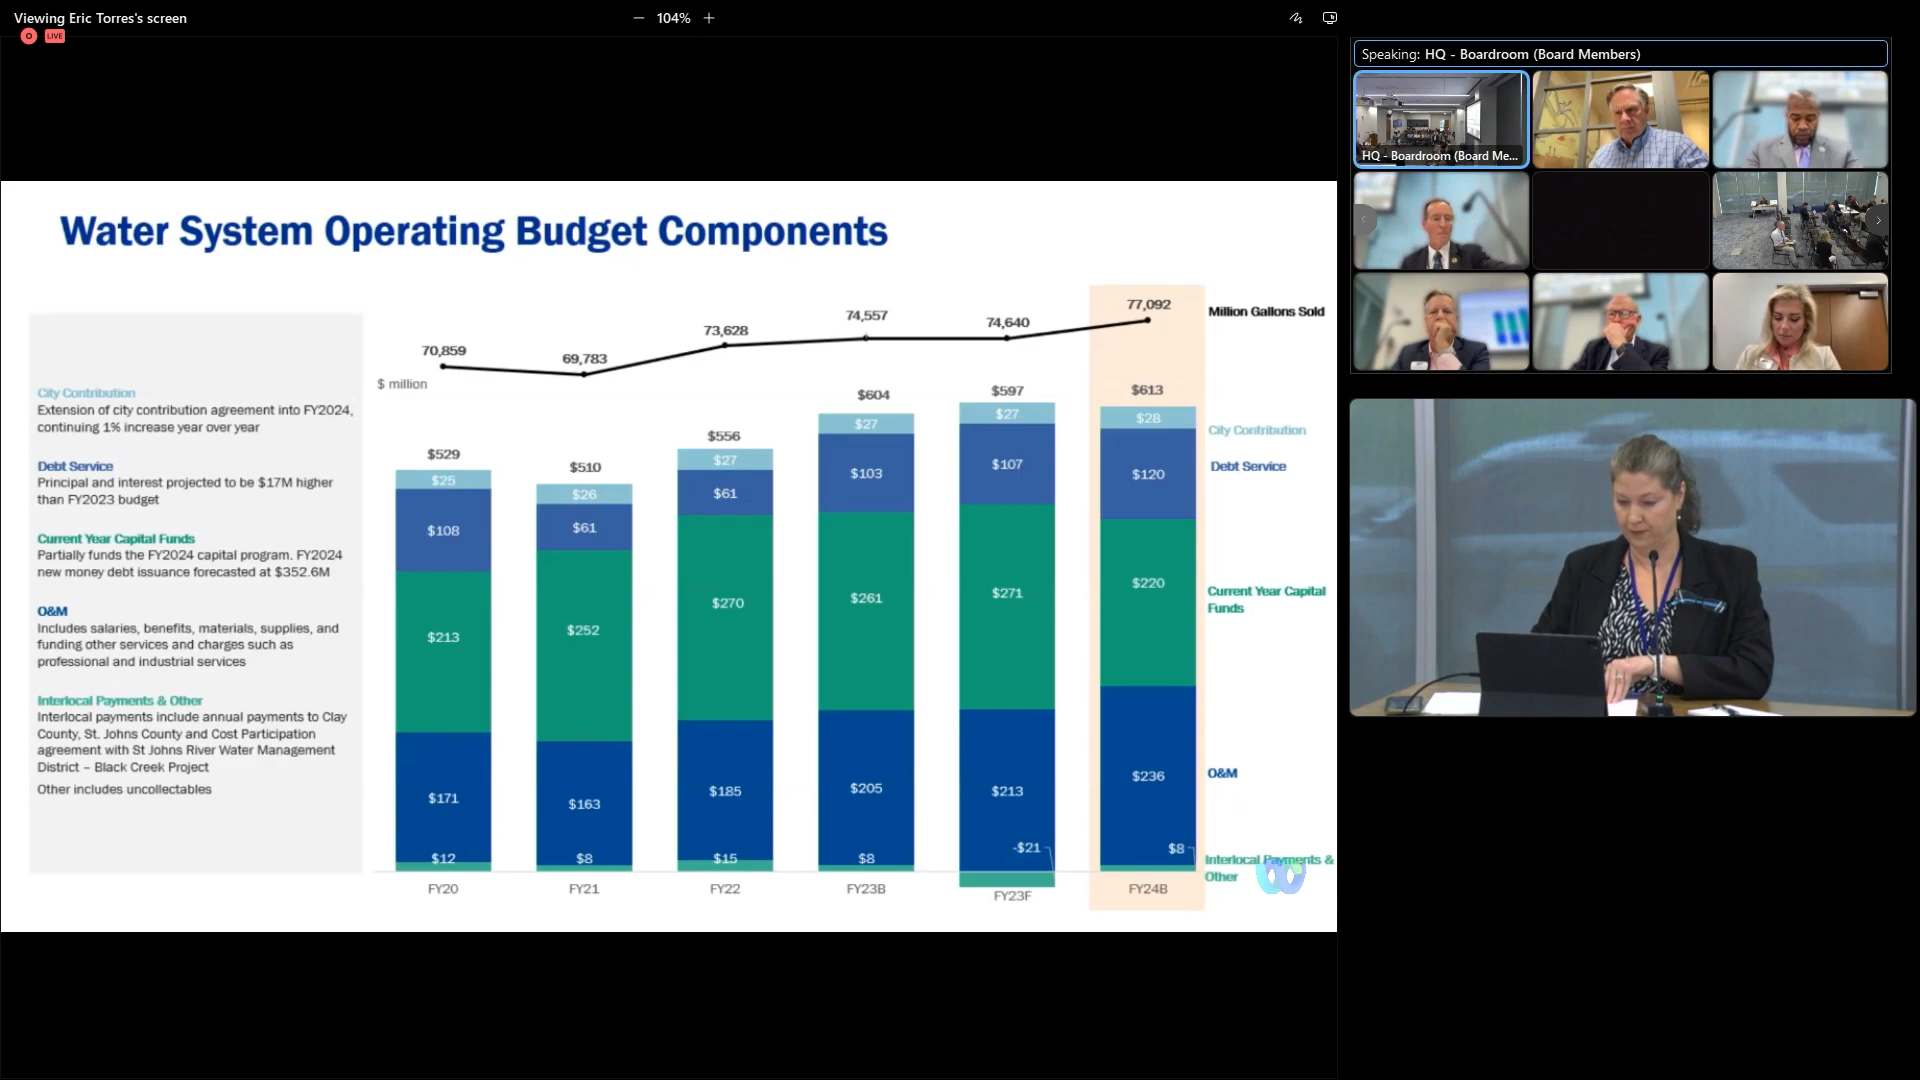 Viewing Eric Torres's screen
104%
LIVE
Speaking: HQ - Boardroom (Board Members)
HQ - Boardroom (Board Me...
Water System Operating Budget Components
City Contribution
Extension of city contribution agreement into FY2024,
continuing 1% increase year over year
Debt Service
Principal and interest projected to be $17M higher
than FY2023 budget
Current Year Capital Funds
Partially funds the FY2024 capital program. FY2024
new money debt issuance forecasted at $352.6M
O&M
Includes salaries, benefits, materials, supplies, and
funding other services and charges such as
professional and industrial services
Interlocal Payments & Other
Interlocal payments include annual payments to Clay
County, St. Johns County and Cost Participation
agreement with St Johns River Water Management
District – Black Creek Project
Other includes uncollectables
70,859
69,783
73,628
74,557
74,640
77,092
Million Gallons Sold
$ million
$529
$25
$108
$213
$171
$12
FY20
$510
$26
$61
$252
$163
$8
FY21
$556
$27
$61
$270
$185
$15
FY22
$604
$27
$103
$261
$205
$8
FY23B
$597
$27
$107
$271
$213
-$21
FY23F
$613
$28
$120
$220
$236
$8
FY24B
City Contribution
Debt Service
Current Year Capital
Funds
O&M
Interlocal Payments &
Other